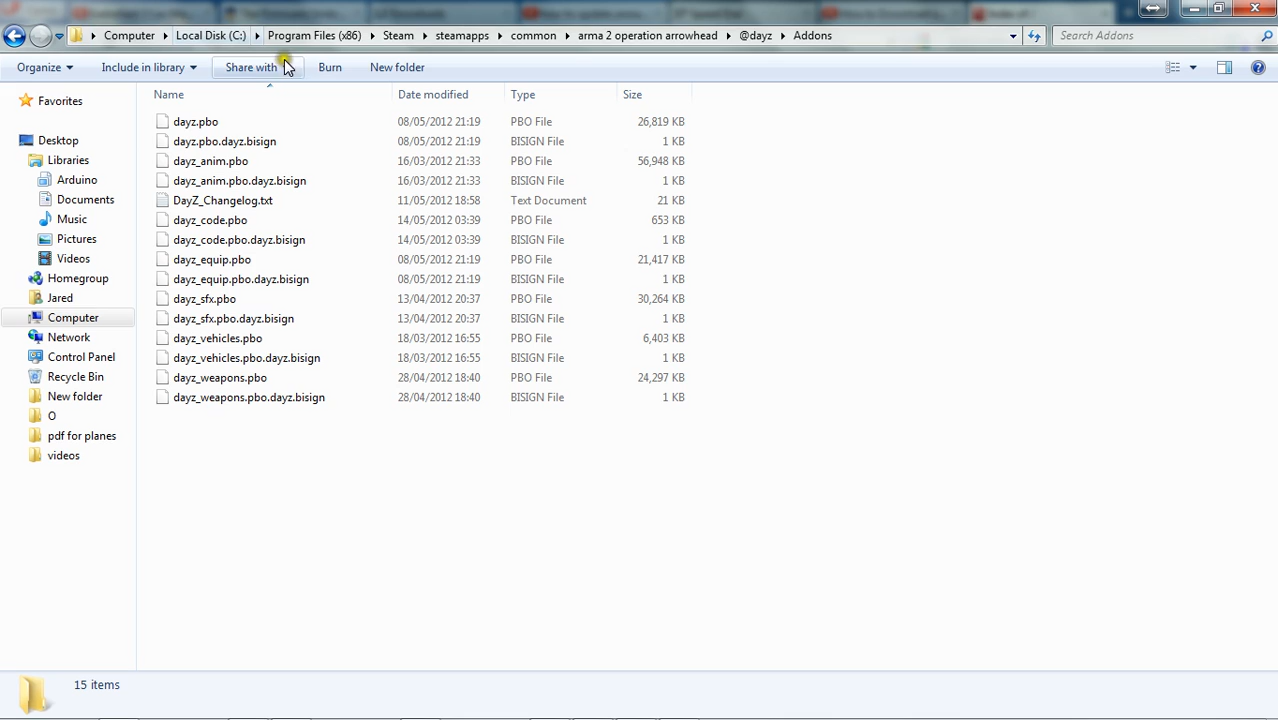 Computer Local Disk (C:) Program Files (x86) Steam steamapps common arma 2 operation arrowhead @dayz Addons Search Addons
Organize Include in library Share with Burn New folder
Name Date modified Type Size
Favorites
Desktop
Libraries
Arduino
Documents
Music
Pictures
Videos
Homegroup
Jared
Computer
Network
Control Panel
Recycle Bin
New folder
O
pdf for planes
videos
dayz.pbo 08/05/2012 21:19 PBO File 26,819 KB
dayz.pbo.dayz.bisign 08/05/2012 21:19 BISIGN File 1 KB
dayz_anim.pbo 16/03/2012 21:33 PBO File 56,948 KB
dayz_anim.pbo.dayz.bisign 16/03/2012 21:33 BISIGN File 1 KB
DayZ_Changelog.txt 11/05/2012 18:58 Text Document 21 KB
dayz_code.pbo 14/05/2012 03:39 PBO File 653 KB
dayz_code.pbo.dayz.bisign 14/05/2012 03:39 BISIGN File 1 KB
dayz_equip.pbo 08/05/2012 21:19 PBO File 21,417 KB
dayz_equip.pbo.dayz.bisign 08/05/2012 21:19 BISIGN File 1 KB
dayz_sfx.pbo 13/04/2012 20:37 PBO File 30,264 KB
dayz_sfx.pbo.dayz.bisign 13/04/2012 20:37 BISIGN File 1 KB
dayz_vehicles.pbo 18/03/2012 16:55 PBO File 6,403 KB
dayz_vehicles.pbo.dayz.bisign 18/03/2012 16:55 BISIGN File 1 KB
dayz_weapons.pbo 28/04/2012 18:40 PBO File 24,297 KB
dayz_weapons.pbo.dayz.bisign 28/04/2012 18:40 BISIGN File 1 KB
15 items